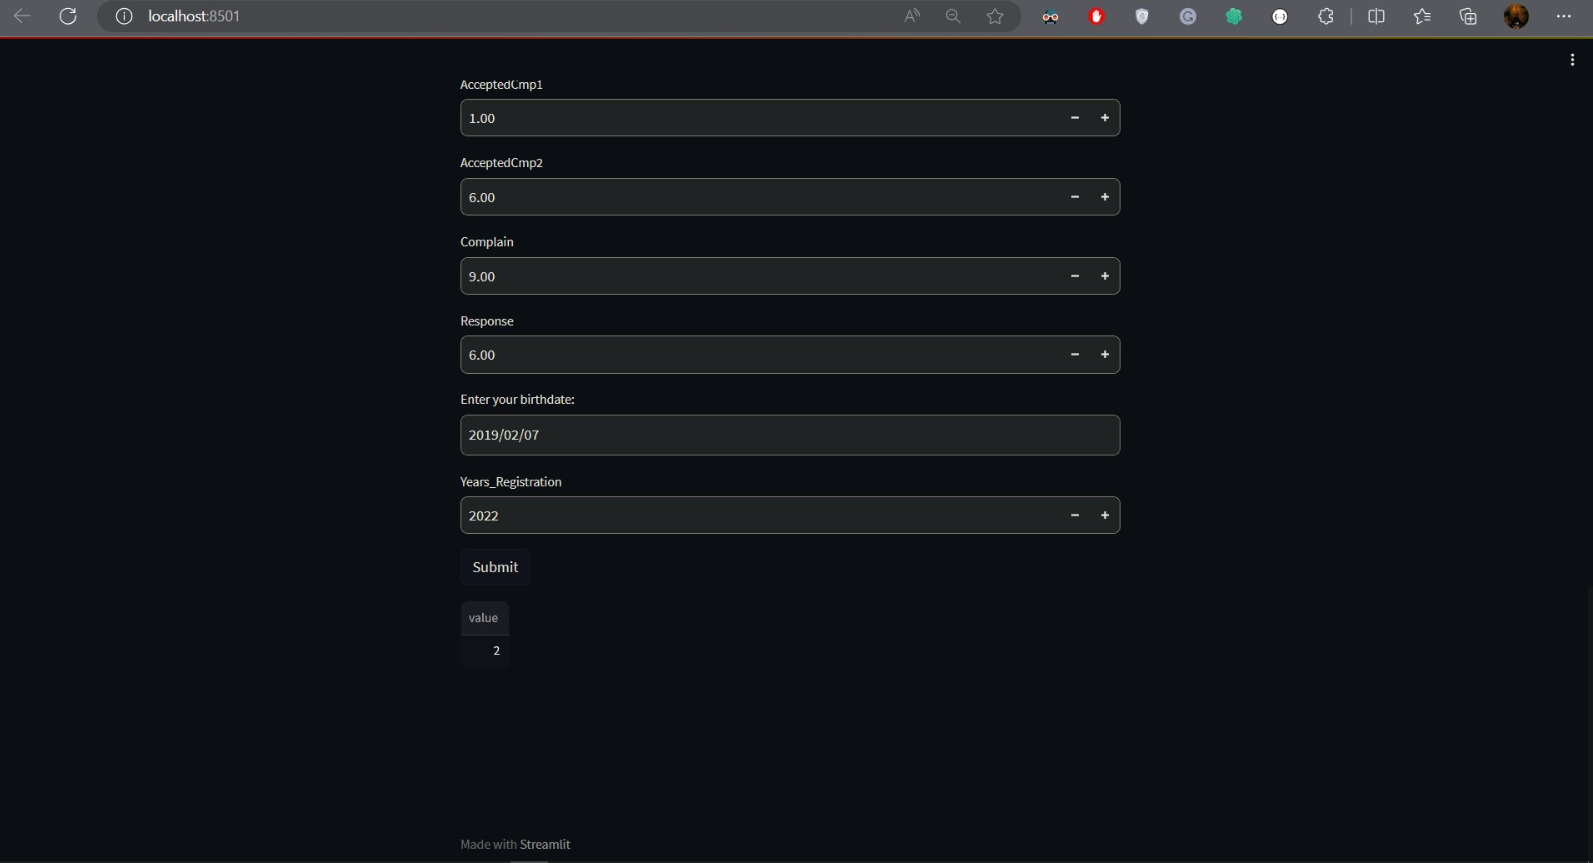 localhost:8501
AcceptedCmp1
1.00
AcceptedCmp2
6.00
Complain
9.00
Response
6.00
Enter your birthdate:
2019/02/07
Years_Registration
2022
Submit
value
2
Made with Streamlit